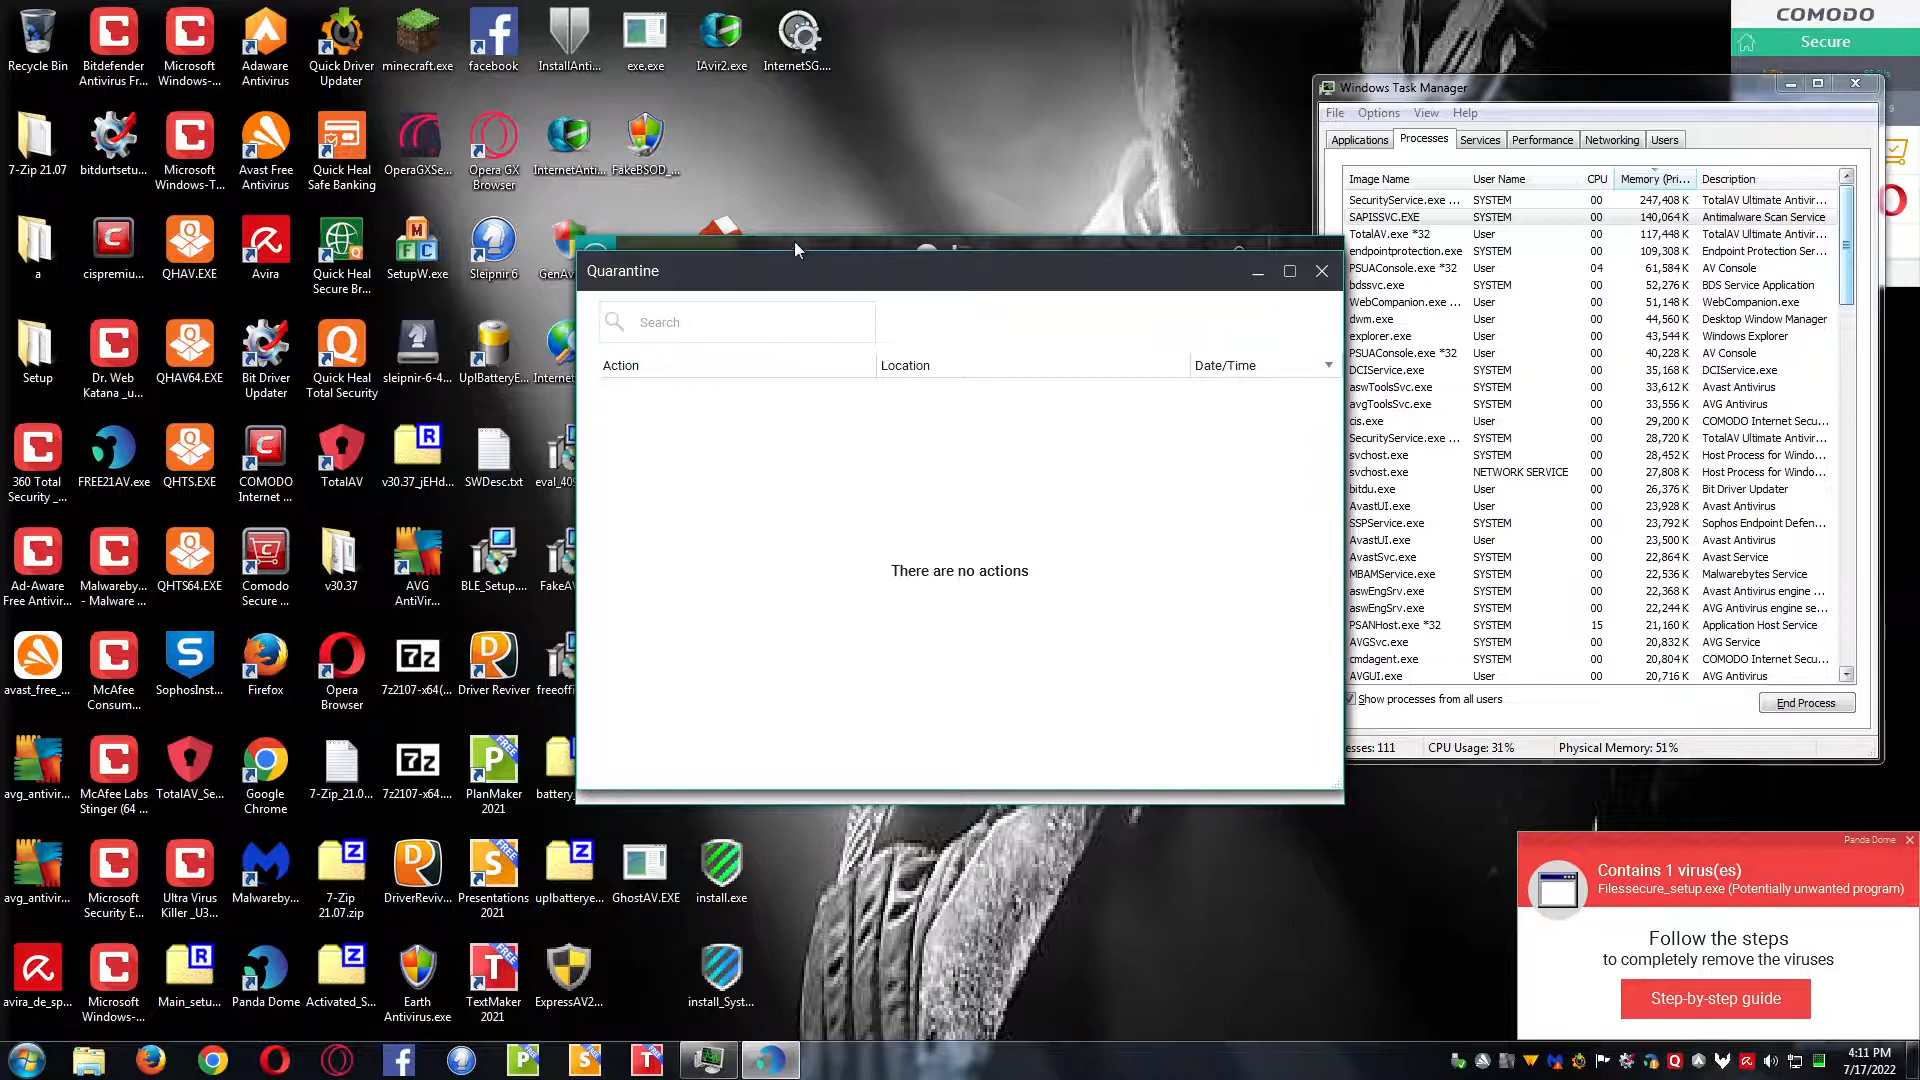 Recycle Bin
Bitdefender
Antivirus Fr...
Microsoft
Windows-...
Adaware
Antivirus
Quick Driver
Updater
minecraft.exe
facebook
InstallAnti...
exe.exe
IAvir2.exe
InternetSG....
7-Zip 21.07
bitdurtsetu...
Microsoft
Windows-T...
Avast Free
Antivirus
Quick Heal
Safe Banking
OperaGXSe...
Opera GX
Browser
InternetAnti...
FakeBSOD_...
a
cispremiu...
QHAV.EXE
Avira
Quick Heal
Secure Br...
SetupW.exe
Sleipnir 6
GenAv
Setup
Dr. Web
Katana _u...
QHAV64.EXE
Bit Driver
Updater
Quick Heal
Total Security
sleipnir-6-4...
UplBatteryE...
Internet
360 Total
Security _...
FREE21AV.exe
QHTS.EXE
COMODO
Internet ...
TotalAV
v30.37_jEHd...
SWDesc.txt
eval_409
Ad-Aware
Free Antivir...
Malwareby...
- Malware ...
QHTS64.EXE
Comodo
Secure ...
v30.37
AVG
AntiVir...
BLE_Setup....
FakeAV
avast_free_...
McAfee
Consum...
SophosInst...
Firefox
Opera
Browser
7z2107-x64(...
Driver Reviver
freeoffi
avg_antivir...
McAfee Labs
Stinger (64 ...
TotalAV_Se...
Google
Chrome
7-Zip_21.0...
7z2107-x64....
PlanMaker
2021
battery_
avg_antivir...
Microsoft
Security E...
Ultra Virus
Killer _U3...
Malwareby...
7-Zip
21.07.zip
DriverReviv...
Presentations
2021
uplbatterye...
GhostAV.EXE
install.exe
avira_de_sp...
Microsoft
Windows-...
Main_setu...
Panda Dome
Activated_S...
Earth
Antivirus.exe
TextMaker
2021
ExpressAV2...
install_Syst...
Quarantine
Search
Action Location Date/Time
There are no actions
COMODO
Secure
Windows Task Manager
File Options View Help
Applications Processes Services Performance Networking Users
Image Name User Name CPU Memory (Pri... Description
SecurityService.exe ... SYSTEM 00 247,408 K TotalAV Ultimate Antivir...
SAPISSVC.EXE SYSTEM 00 140,064 K Antimalware Scan Service
TotalAV.exe *32 User 00 117,448 K TotalAV Ultimate Antivir...
endpointprotection.exe SYSTEM 00 109,308 K Endpoint Protection Ser...
PSUAConsole.exe *32 User 04 61,584 K AV Console
bdssvc.exe SYSTEM 00 52,276 K BDS Service Application
WebCompanion.exe ... User 00 51,148 K WebCompanion.exe
dwm.exe User 00 44,560 K Desktop Window Manager
explorer.exe User 00 43,544 K Windows Explorer
PSUAConsole.exe *32 User 00 40,228 K AV Console
DCIService.exe SYSTEM 00 35,168 K DCIService.exe
aswToolsSvc.exe SYSTEM 00 33,612 K Avast Antivirus
avgToolsSvc.exe SYSTEM 00 33,556 K AVG Antivirus
cis.exe User 00 29,200 K COMODO Internet Secu...
SecurityService.exe ... SYSTEM 00 28,720 K TotalAV Ultimate Antivir...
svchost.exe SYSTEM 00 28,452 K Host Process for Windo...
svchost.exe NETWORK SERVICE 00 27,808 K Host Process for Windo...
bitdu.exe User 00 26,376 K Bit Driver Updater
AvastUI.exe User 00 23,928 K Avast Antivirus
SSPService.exe SYSTEM 00 23,792 K Sophos Endpoint Defen...
AvastUI.exe User 00 23,500 K Avast Antivirus
AvastSvc.exe SYSTEM 00 22,864 K Avast Service
MBAMService.exe SYSTEM 00 22,536 K Malwarebytes Service
aswEngSrv.exe SYSTEM 00 22,368 K Avast Antivirus engine ...
aswEngSrv.exe SYSTEM 00 22,244 K AVG Antivirus engine se...
PSANHost.exe *32 SYSTEM 15 21,160 K Application Host Service
AVGSvc.exe SYSTEM 00 20,832 K AVG Service
cmdagent.exe SYSTEM 00 20,804 K COMODO Internet Secu...
AVGUI.exe User 00 20,716 K AVG Antivirus
Show processes from all users
End Process
esses: 111 CPU Usage: 31% Physical Memory: 51%
Panda Dome
Contains 1 virus(es)
Filessecure_setup.exe (Potentially unwanted program)
Follow the steps
to completely remove the viruses
Step-by-step guide
4:11 PM
7/17/2022